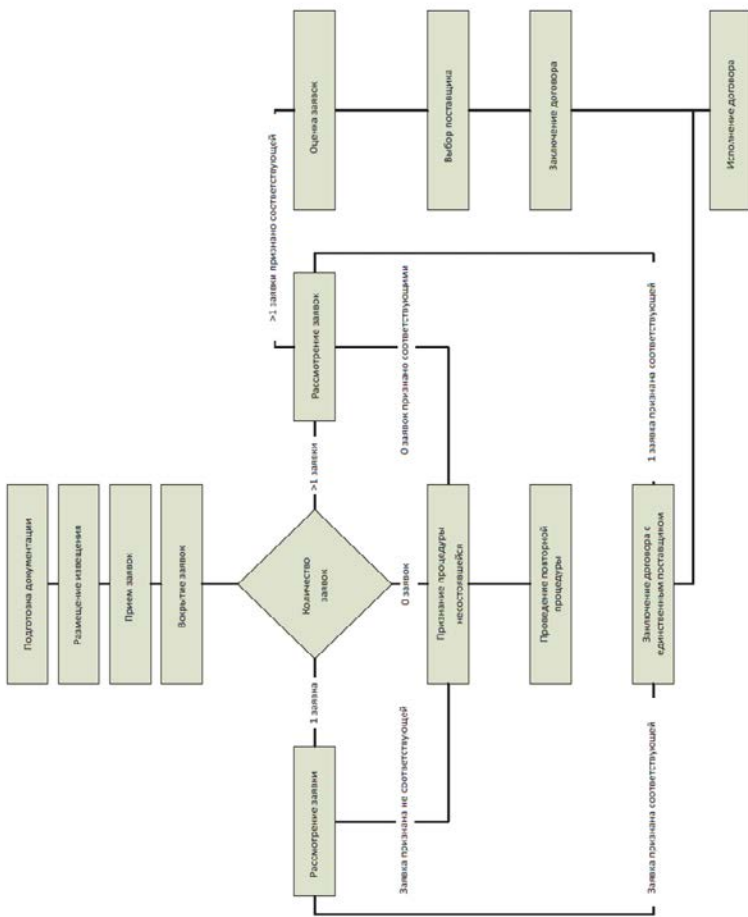 Подготовка документации
Размещение извещения
Прием заявок
Вскрытие заявок
Количество
заявок
1 заявка
>1 заявки
0 заявок
Рассмотрение заявки
Рассмотрение заявок
>1 заявки признано соответствующей
Оценка заявок
Выбор поставщика
Заключение договора
Исполнение договора
Заявка признана не соответствующей
0 заявок признано соответствующими
Признание процедуры
несостоявшейся
Проведение повторной
процедуры
Заявка признана соответствующей
1 заявка признана соответствующей
Заключение договора с
единственным поставщиком